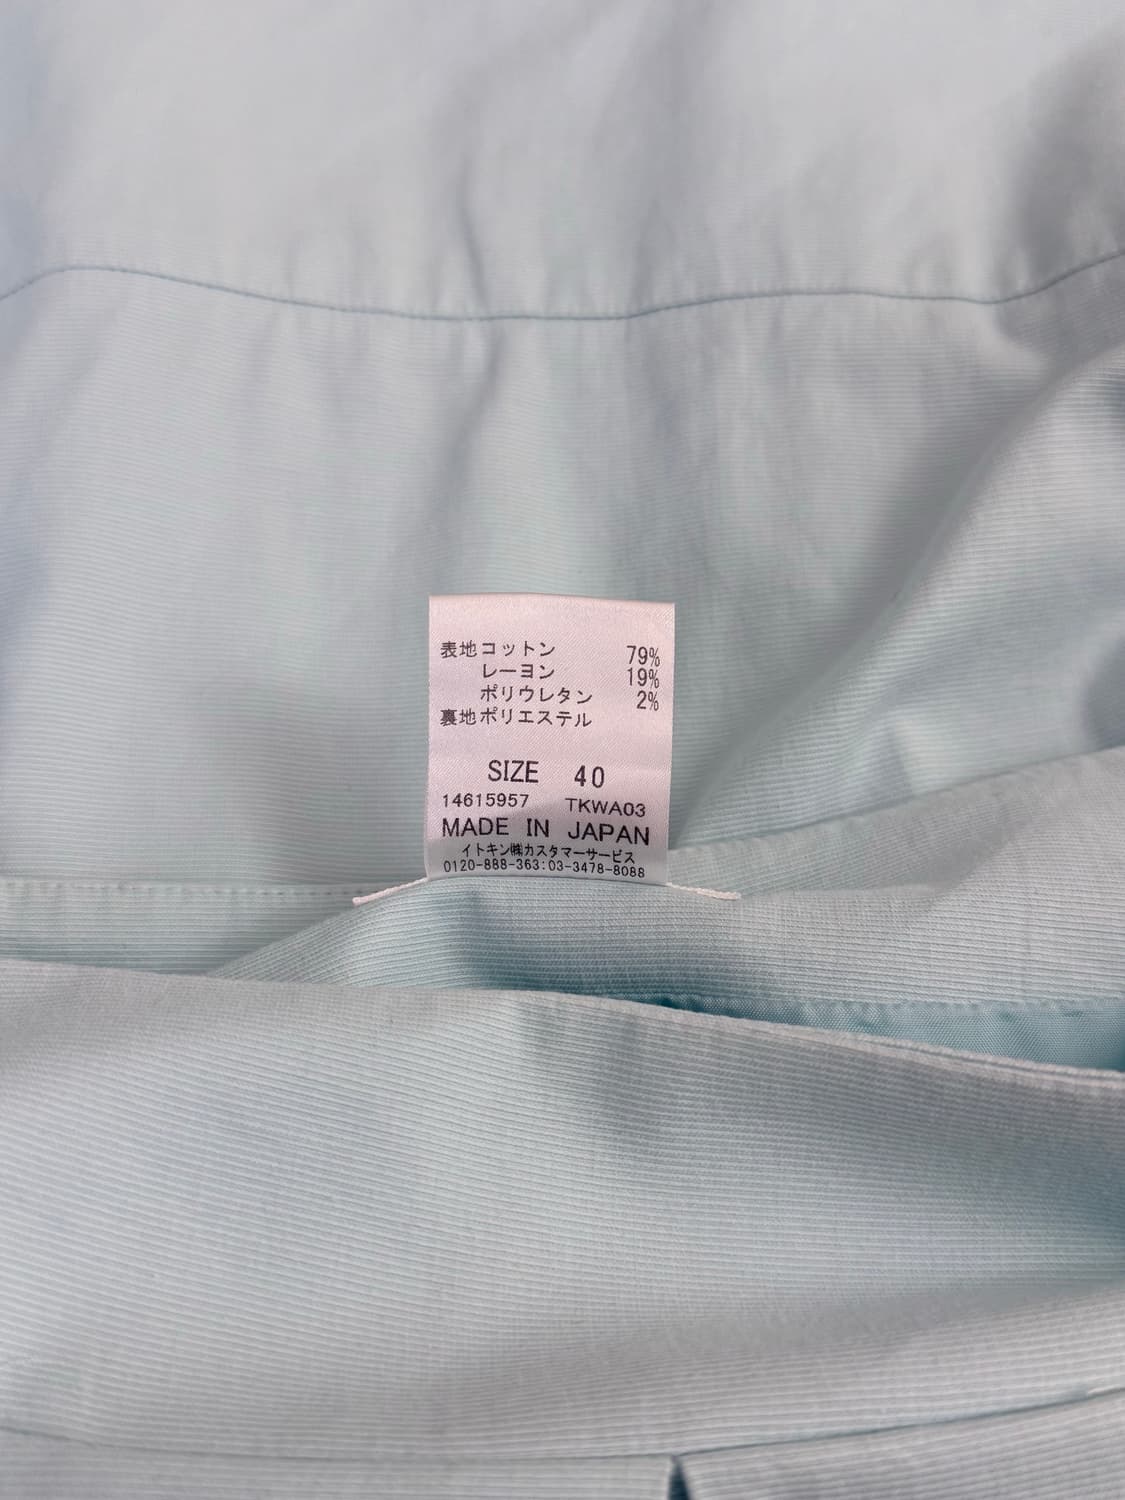 表地コットン 79%
レーヨン 19%
ポリウレタン 2%
裏地ポリエステル
SIZE 40
14615957 TKWA03
MADE IN JAPAN
イトキン㈱カスタマーサービス
0120-888-363:03-3478-8088